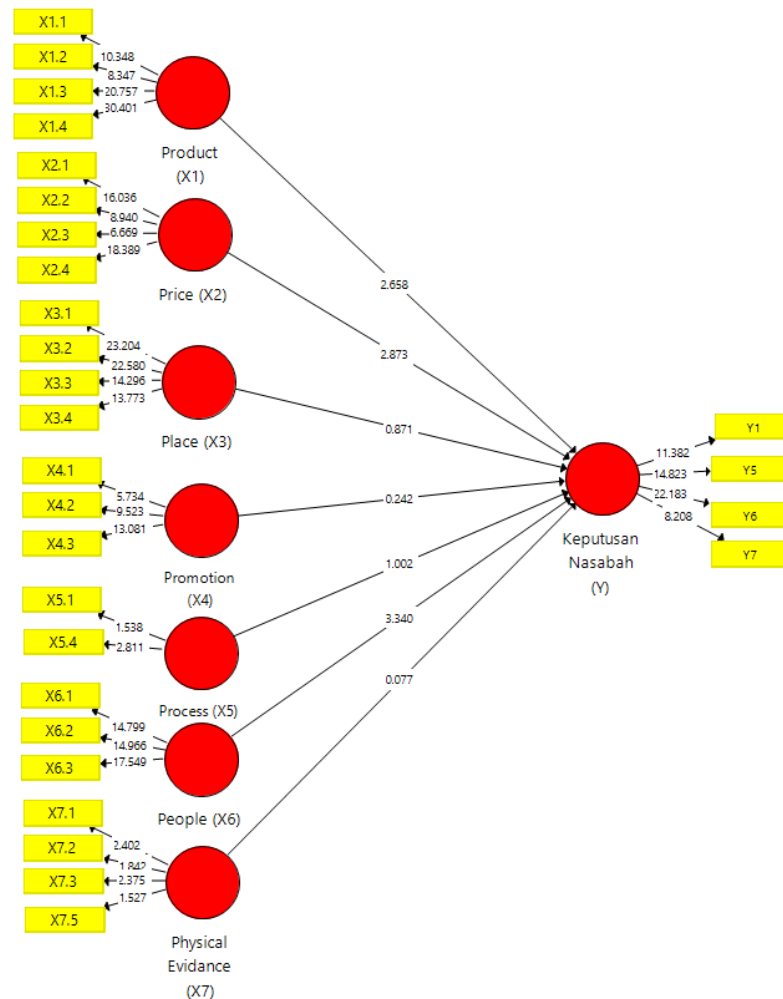 X1.1
10.348
X1.2
8.347
X1.3
20.757
X1.4
30.401
Product
(X1)
X2.1
16.036
X2.2
8.940
X2.3
6.669
X2.4
18.389
Price (X2)
X3.1
23.204
X3.2
22.580
X3.3
14.296
X3.4
13.773
Place (X3)
X4.1
5.734
X4.2
9.523
X4.3
13.081
Promotion
(X4)
X5.1
1.538
X5.4
2.811
Process (X5)
X6.1
14.799
X6.2
14.966
X6.3
17.549
People (X6)
X7.1
2.402
X7.2
1.842
X7.3
2.375
X7.5
1.527
Physical
Evidance
(X7)
2.658
2.873
0.871
0.242
1.002
3.340
0.077
Keputusan
Nasabah
(Y)
Y1
11.382
Y5
14.823
Y6
22.183
Y7
8.208